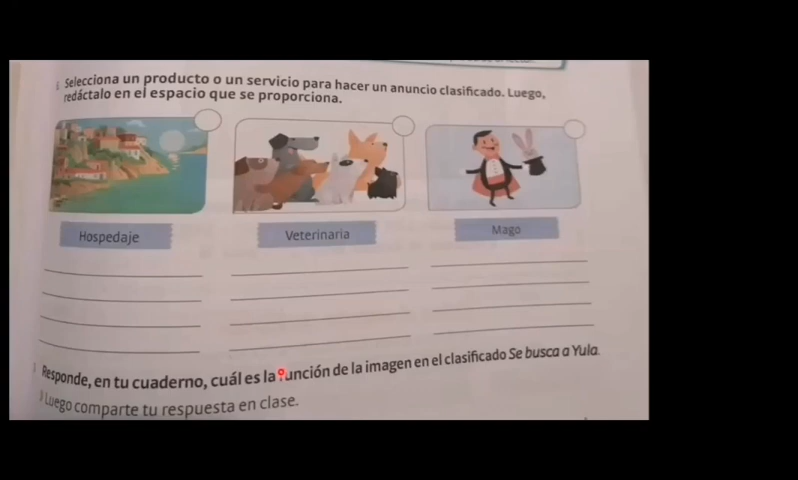 Selecciona un producto o un servicio para hacer un anuncio clasificado. Luego,
redáctalo en el espacio que se proporciona.
Hospedaje
Veterinaria
Mago
Responde, en tu cuaderno, cuál es la función de la imagen en el clasificado Se busca a Yula.
Luego comparte tu respuesta en clase.